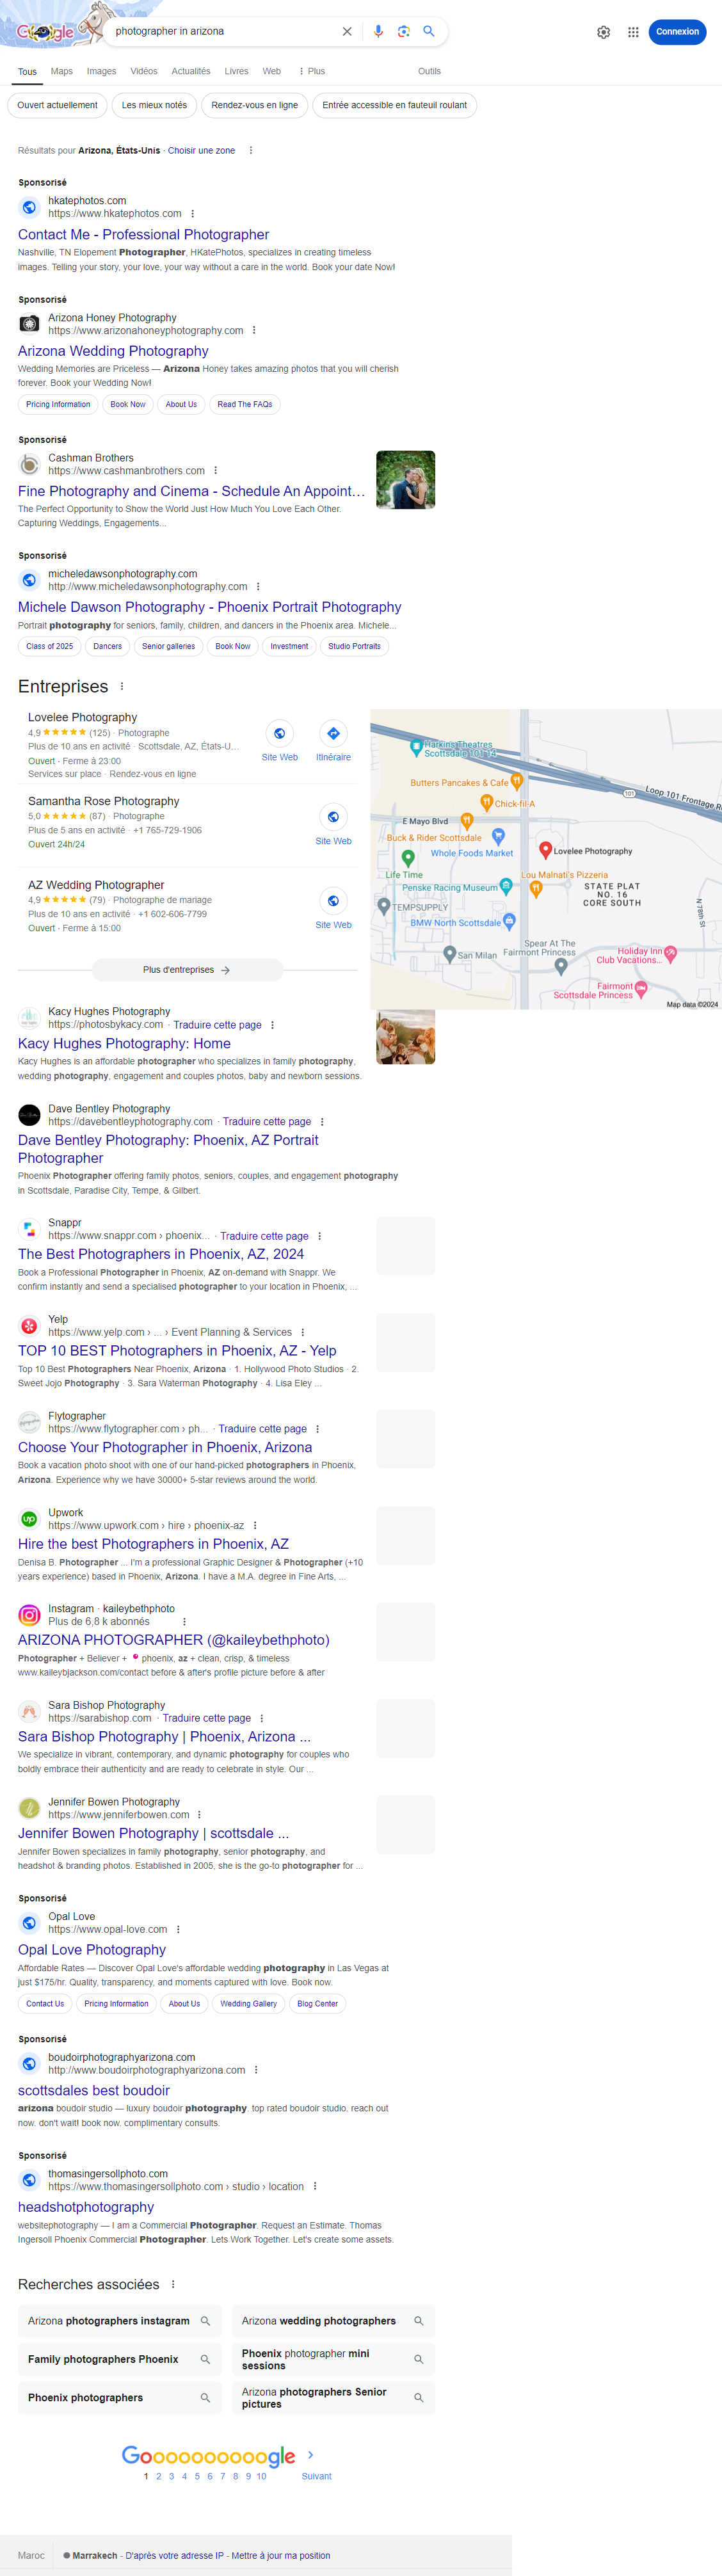 Google
photographer in arizona
Connexion
Tous
Maps
Images
Vidéos
Actualités
Livres
Web
Plus
Outils
Ouvert actuellement
Les mieux notés
Rendez-vous en ligne
Entrée accessible en fauteuil roulant
Résultats pour Arizona, États-Unis · Choisir une zone
Sponsorisé
hkatephotos.com
https://www.hkatephotos.com
Contact Me - Professional Photographer
Nashville, TN Elopement Photographer, HKatePhotos, specializes in creating timeless
images. Telling your story, your love, your way without a care in the world. Book your date Now!
Sponsorisé
Arizona Honey Photography
https://www.arizonahoneyphotography.com
Arizona Wedding Photography
Wedding Memories are Priceless — Arizona Honey takes amazing photos that you will cherish
forever. Book your Wedding Now!
Pricing Information
Book Now
About Us
Read The FAQs
Sponsorisé
Cashman Brothers
https://www.cashmanbrothers.com
Fine Photography and Cinema - Schedule An Appoint...
The Perfect Opportunity to Show the World Just How Much You Love Each Other.
Capturing Weddings, Engagements...
Sponsorisé
micheledawsonphotography.com
http://www.micheledawsonphotography.com
Michele Dawson Photography - Phoenix Portrait Photography
Portrait photography for seniors, family, children, and dancers in the Phoenix area. Michele...
Class of 2025
Dancers
Senior galleries
Book Now
Investment
Studio Portraits
Entreprises
Lovelee Photography
4,9 (125) · Photographe
Plus de 10 ans en activité · Scottsdale, AZ, États-U...
Ouvert · Ferme à 23:00
Services sur place · Rendez-vous en ligne
Site Web
Itinéraire
Samantha Rose Photography
5,0 (87) · Photographe
Plus de 5 ans en activité · +1 765-729-1906
Ouvert 24h/24
Site Web
AZ Wedding Photographer
4,9 (79) · Photographe de mariage
Plus de 10 ans en activité · +1 602-606-7799
Ouvert · Ferme à 15:00
Site Web
Plus d'entreprises
Harkins Theatres
Scottsdale 101 14
Butters Pancakes & Cafe
Loop 101 Frontage R
101
Chick-fil-A
E Mayo Blvd
Buck & Rider Scottsdale
Whole Foods Market
Lovelee Photography
Life Time
Lou Malnati's Pizzeria
Penske Racing Museum
STATE PLAT
NO. 16
CORE SOUTH
TEMPSUPPLY
N 78th St
BMW North Scottsdale
Spear At The
Fairmont Princess
San Milan
Holiday Inn
Club Vacations...
Fairmont
Scottsdale Princess
Map data ©2024
Kacy Hughes Photography
https://photosbykacy.com · Traduire cette page
Kacy Hughes Photography: Home
Kacy Hughes is an affordable photographer who specializes in family photography,
wedding photography, engagement and couples photos, baby and newborn sessions.
Dave Bentley Photography
https://davebentleyphotography.com · Traduire cette page
Dave Bentley Photography: Phoenix, AZ Portrait
Photographer
Phoenix Photographer offering family photos, seniors, couples, and engagement photography
in Scottsdale, Paradise City, Tempe, & Gilbert.
Snappr
https://www.snappr.com › phoenix... · Traduire cette page
The Best Photographers in Phoenix, AZ, 2024
Book a Professional Photographer in Phoenix, AZ on-demand with Snappr. We
confirm instantly and send a specialised photographer to your location in Phoenix, ...
Yelp
https://www.yelp.com › ... › Event Planning & Services
TOP 10 BEST Photographers in Phoenix, AZ - Yelp
Top 10 Best Photographers Near Phoenix, Arizona · 1. Hollywood Photo Studios · 2.
Sweet Jojo Photography · 3. Sara Waterman Photography · 4. Lisa Eley ...
Flytographer
https://www.flytographer.com › ph... · Traduire cette page
Choose Your Photographer in Phoenix, Arizona
Book a vacation photo shoot with one of our hand-picked photographers in Phoenix,
Arizona. Experience why we have 30000+ 5-star reviews around the world.
up
Upwork
https://www.upwork.com › hire › phoenix-az
Hire the best Photographers in Phoenix, AZ
Denisa B. Photographer ... I'm a professional Graphic Designer & Photographer (+10
years experience) based in Phoenix, Arizona. I have a M.A. degree in Fine Arts, ...
Instagram · kaileybethphoto
Plus de 6,8 k abonnés
ARIZONA PHOTOGRAPHER (@kaileybethphoto)
Photographer + Believer + phoenix, az + clean, crisp, & timeless
www.kaileybjackson.com/contact before & after's profile picture before & after
Sara Bishop Photography
https://sarabishop.com · Traduire cette page
Sara Bishop Photography | Phoenix, Arizona ...
We specialize in vibrant, contemporary, and dynamic photography for couples who
boldly embrace their authenticity and are ready to celebrate in style. Our ...
Jennifer Bowen Photography
https://www.jenniferbowen.com
Jennifer Bowen Photography | scottsdale ...
Jennifer Bowen specializes in family photography, senior photography, and
headshot & branding photos. Established in 2005, she is the go-to photographer for ...
Sponsorisé
Opal Love
https://www.opal-love.com
Opal Love Photography
Affordable Rates — Discover Opal Love's affordable wedding photography in Las Vegas at
just $175/hr. Quality, transparency, and moments captured with love. Book now.
Contact Us
Pricing Information
About Us
Wedding Gallery
Blog Center
Sponsorisé
boudoirphotographyarizona.com
http://www.boudoirphotographyarizona.com
scottsdales best boudoir
arizona boudoir studio — luxury boudoir photography. top rated boudoir studio. reach out
now. don't wait! book now. complimentary consults.
Sponsorisé
thomasingersollphoto.com
https://www.thomasingersollphoto.com › studio › location
headshotphotography
websitephotography — I am a Commercial Photographer. Request an Estimate. Thomas
Ingersoll Phoenix Commercial Photographer. Lets Work Together. Let's create some assets.
Recherches associées
Arizona photographers instagram
Arizona wedding photographers
Family photographers Phoenix
Phoenix photographer mini
sessions
Phoenix photographers
Arizona photographers Senior
pictures
Goooooooooogle
1 2 3 4 5 6 7 8 9 10
Suivant
Maroc
Marrakech - D'après votre adresse IP - Mettre à jour ma position